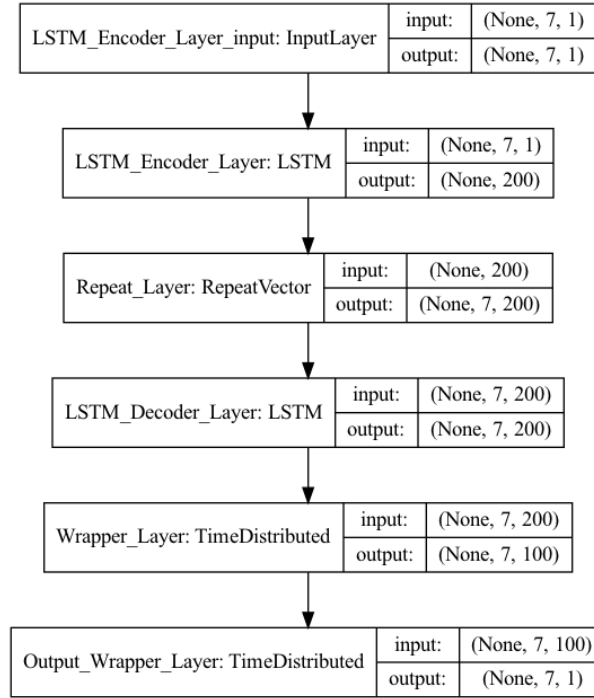 LSTM_Encoder_Layer_input: InputLayer
input: (None, 7, 1)
output: (None, 7, 1)
LSTM_Encoder_Layer: LSTM
input: (None, 7, 1)
output: (None, 200)
Repeat_Layer: RepeatVector
input: (None, 200)
output: (None, 7, 200)
LSTM_Decoder_Layer: LSTM
input: (None, 7, 200)
output: (None, 7, 200)
Wrapper_Layer: TimeDistributed
input: (None, 7, 200)
output: (None, 7, 100)
Output_Wrapper_Layer: TimeDistributed
input: (None, 7, 100)
output: (None, 7, 1)